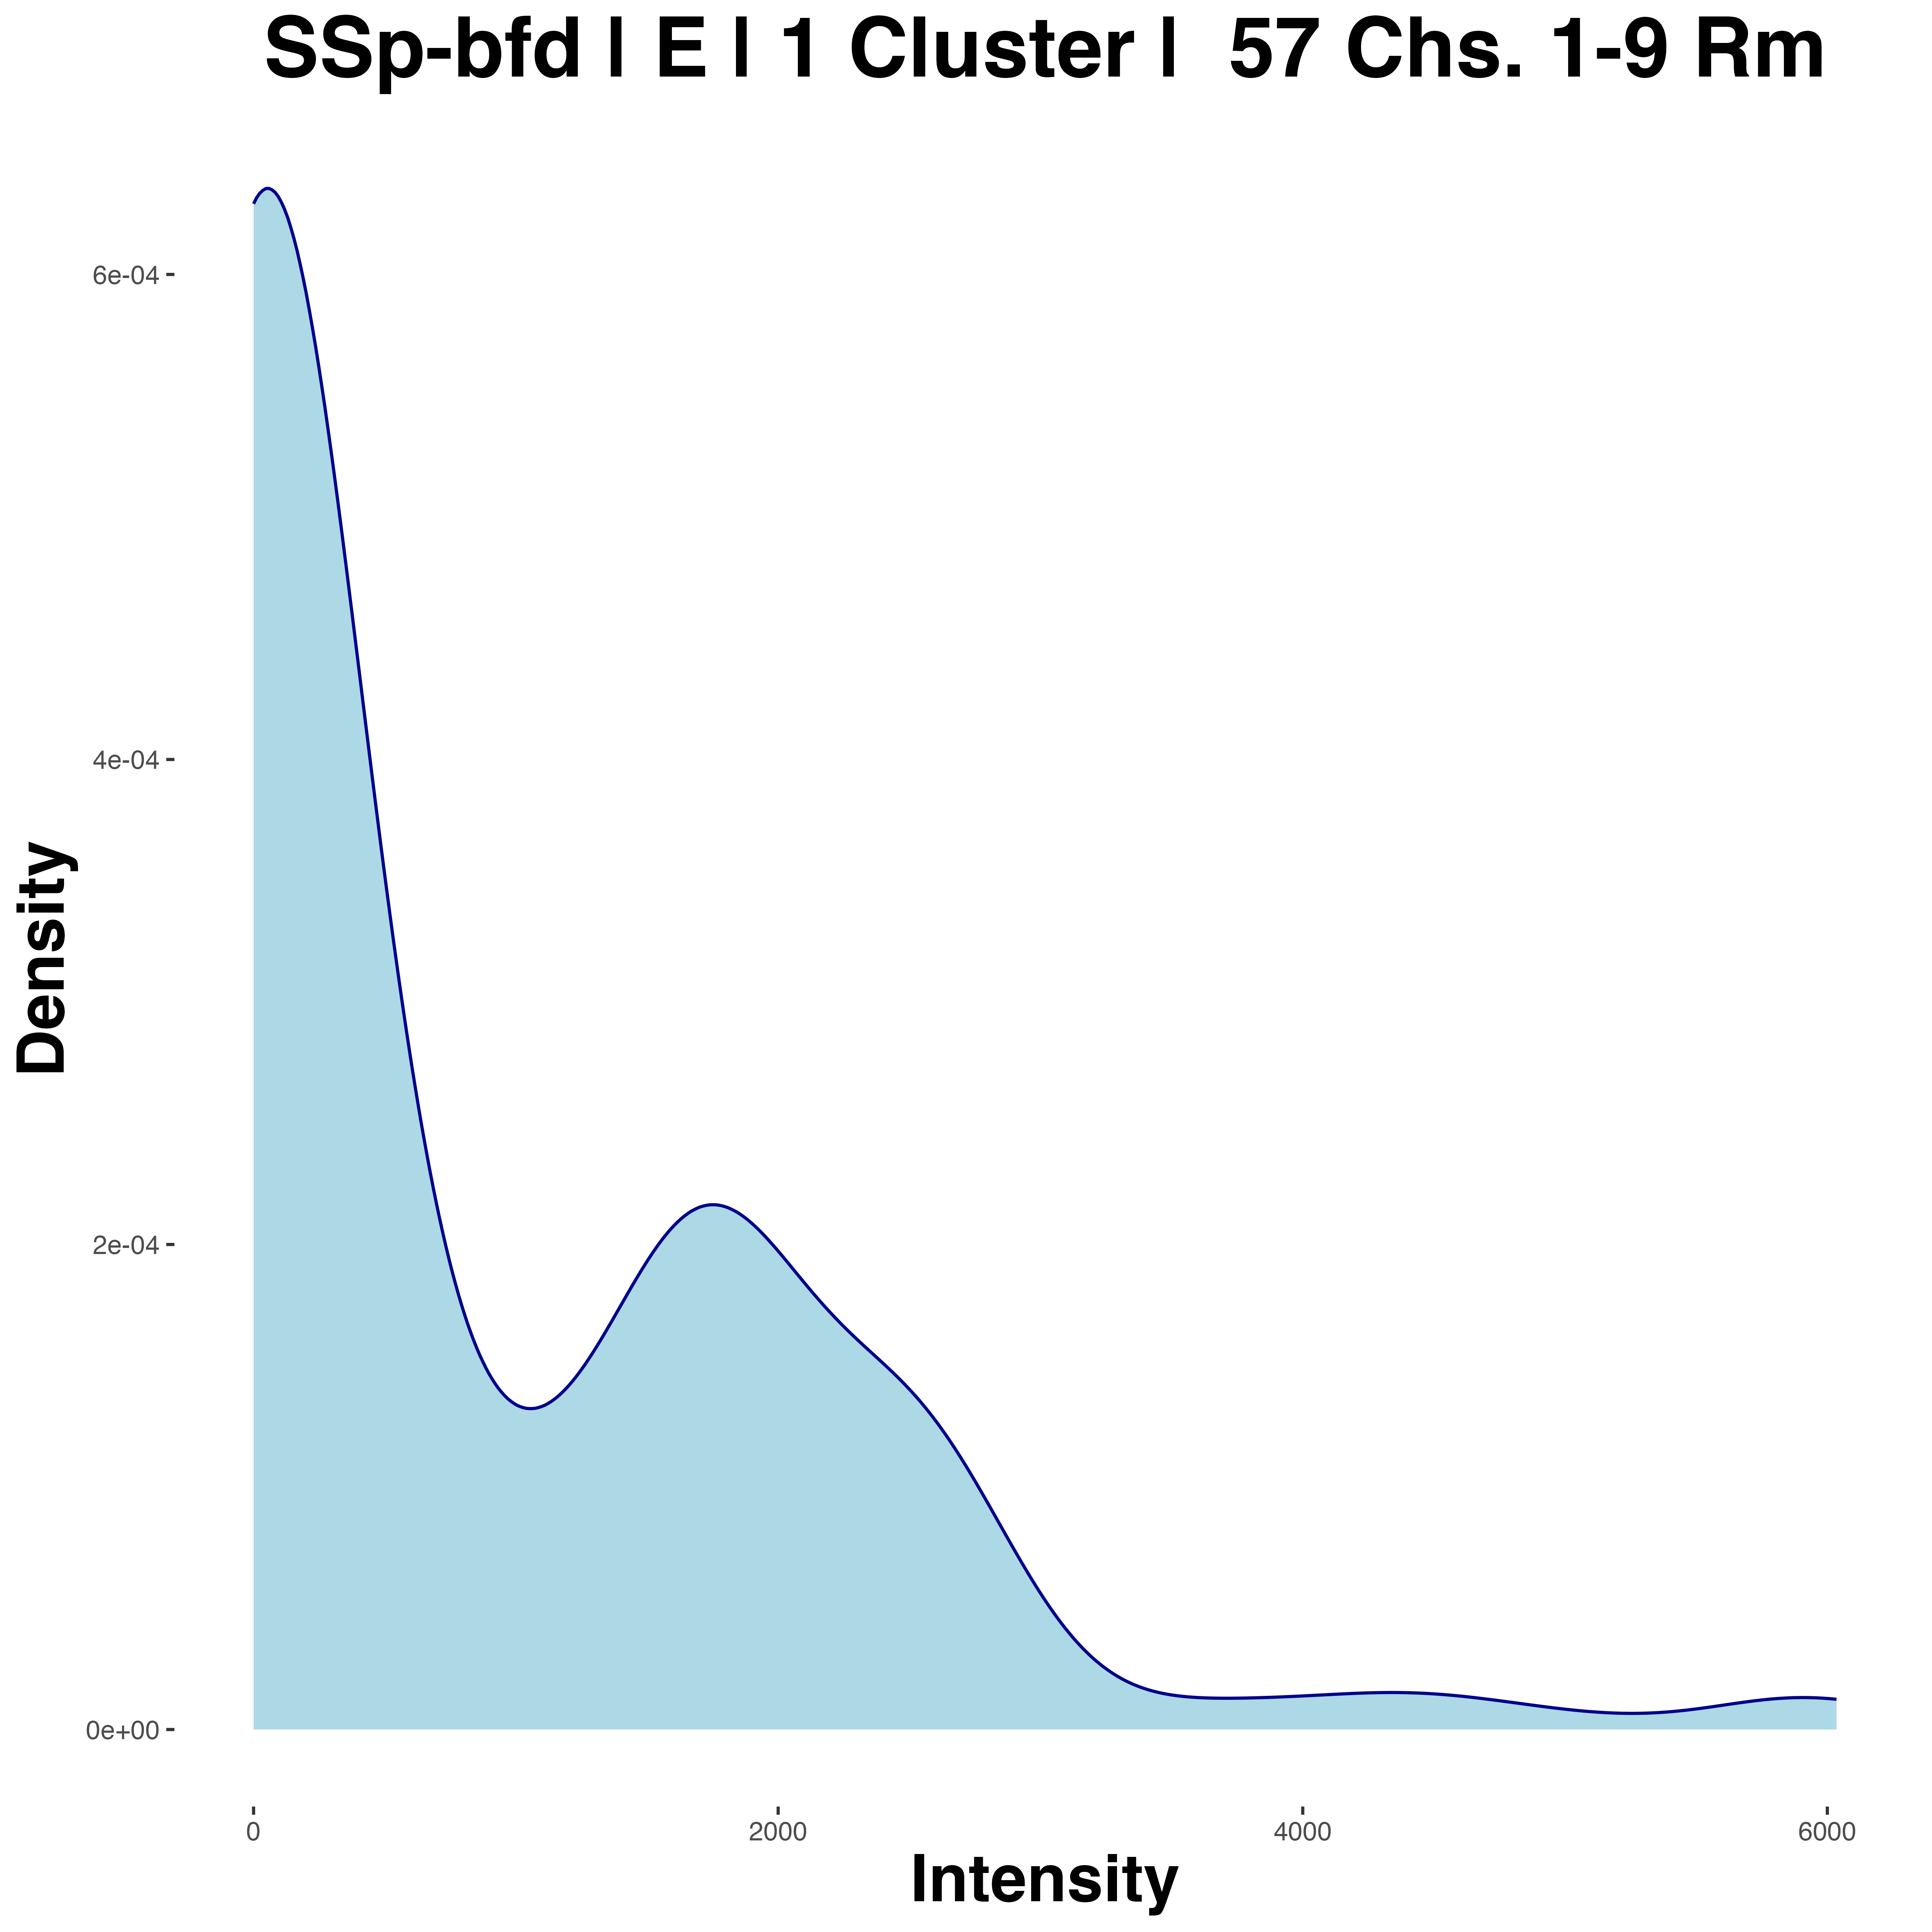 SSp-bfd | E | 1 Cluster |  57 Chs. 1-9 Rm
6e-04
4e-04
2e-04
0e+00
Density
0
2000
4000
6000
Intensity